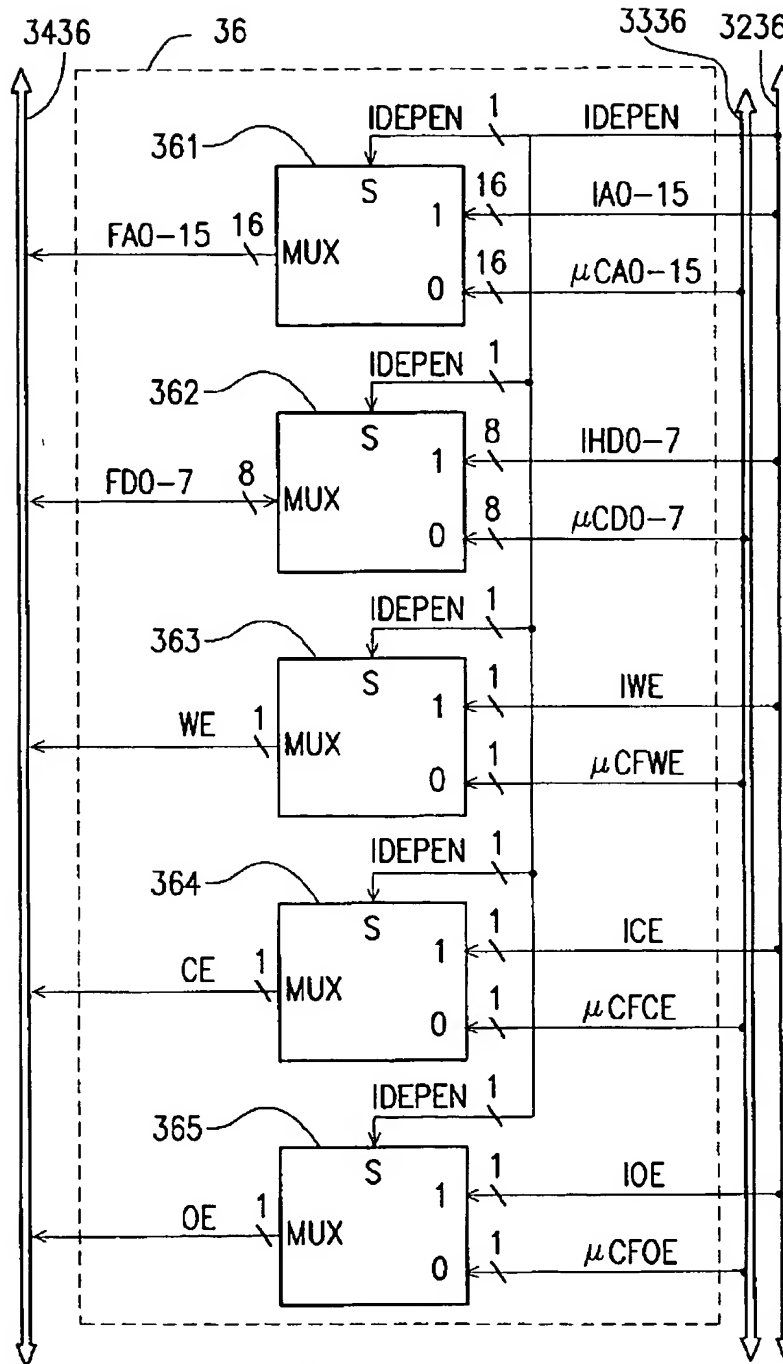 3436 36 3336 3236
IDEPEN 1 IDEPEN
361
S
16 IA0-15
1
FA0-15 16 MUX
16 μCA0-15
0
IDEPEN 1
362
S
8 IHD0-7
1
FD0-7 8 MUX
8 μCD0-7
0
IDEPEN 1
363
S
1 IWE
1
WE 1 MUX
1 μCFWE
0
IDEPEN 1
364
S
1 ICE
1
CE 1 MUX
1 μCFCE
0
IDEPEN 1
365
S
1 IOE
1
OE 1 MUX
1 μCFOE
0